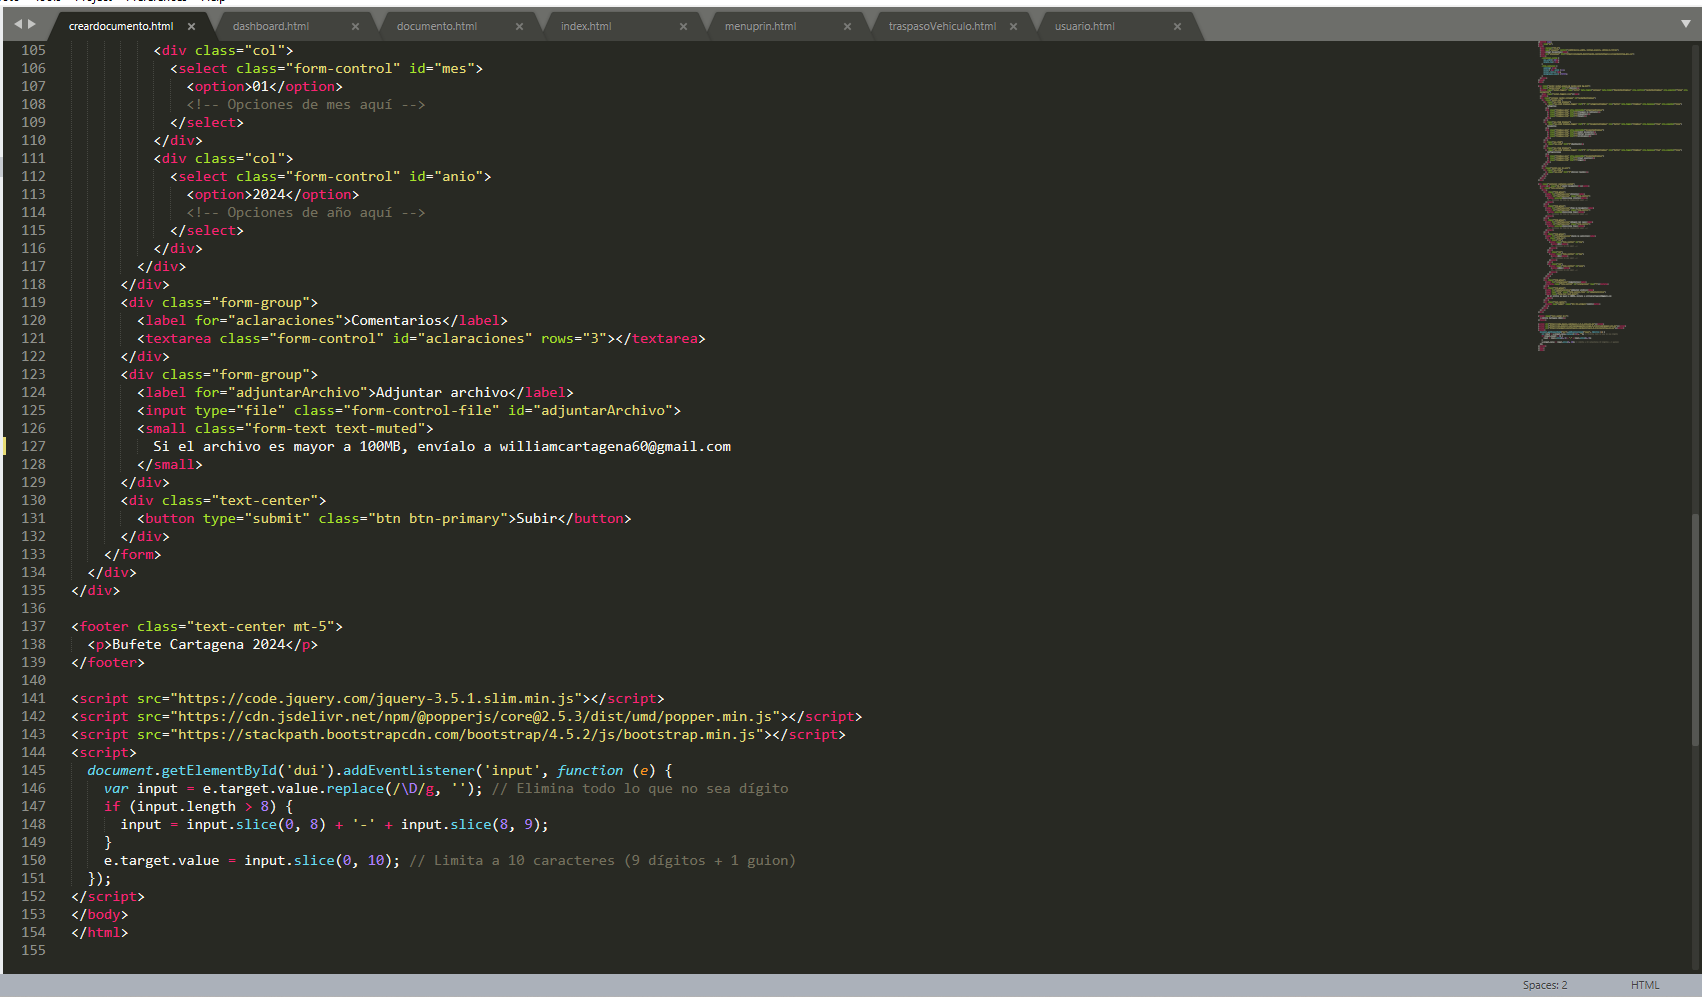 Project Preferences Help
creardocumento.html × dashboard.html × documento.html × index.html × menuprin.html × traspasoVehiculo.html × usuario.html ×
105 <div class="col">
106 <select class="form-control" id="mes">
107 <option>01</option>
108 <!-- Opciones de mes aquí -->
109 </select>
110 </div>
111 <div class="col">
112 <select class="form-control" id="anio">
113 <option>2024</option>
114 <!-- Opciones de año aquí -->
115 </select>
116 </div>
117 </div>
118 </div>
119 <div class="form-group">
120 <label for="aclaraciones">Comentarios</label>
121 <textarea class="form-control" id="aclaraciones" rows="3"></textarea>
122 </div>
123 <div class="form-group">
124 <label for="adjuntarArchivo">Adjuntar archivo</label>
125 <input type="file" class="form-control-file" id="adjuntarArchivo">
126 <small class="form-text text-muted">
127 Si el archivo es mayor a 100MB, envíalo a williamcartagena60@gmail.com
128 </small>
129 </div>
130 <div class="text-center">
131 <button type="submit" class="btn btn-primary">Subir</button>
132 </div>
133 </form>
134 </div>
135 </div>
136
137 <footer class="text-center mt-5">
138 <p>Bufete Cartagena 2024</p>
139 </footer>
140
141 <script src="https://code.jquery.com/jquery-3.5.1.slim.min.js"></script>
142 <script src="https://cdn.jsdelivr.net/npm/@popperjs/core@2.5.3/dist/umd/popper.min.js"></script>
143 <script src="https://stackpath.bootstrapcdn.com/bootstrap/4.5.2/js/bootstrap.min.js"></script>
144 <script>
145 document.getElementById('dui').addEventListener('input', function (e) {
146 var input = e.target.value.replace(/\D/g, ''); // Elimina todo lo que no sea dígito
147 if (input.length > 8) {
148 input = input.slice(0, 8) + '-' + input.slice(8, 9);
149 }
150 e.target.value = input.slice(0, 10); // Limita a 10 caracteres (9 dígitos + 1 guion)
151 });
152 </script>
153 </body>
154 </html>
155
Spaces: 2 HTML